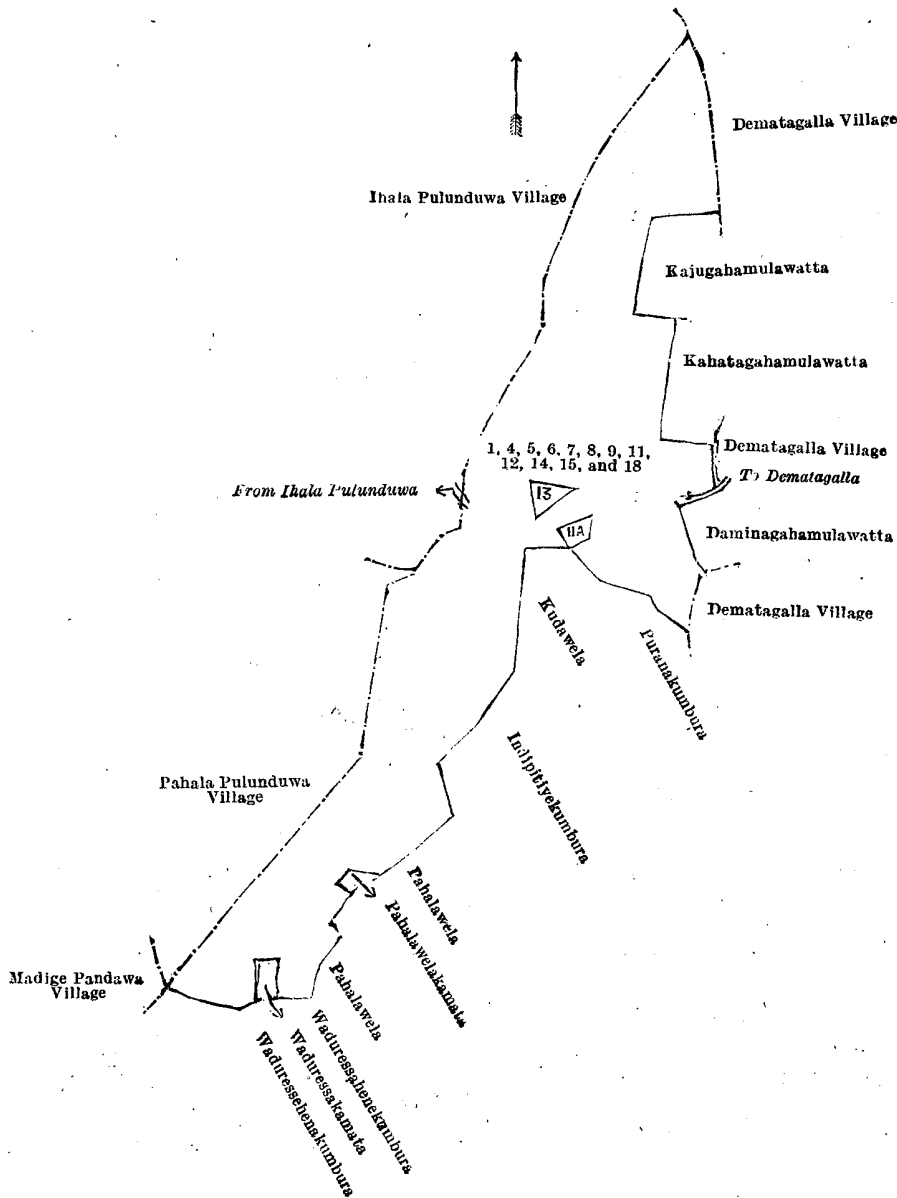 Dematagalla Village
Ihala Pulunduwa Village
Kajugahamulawatta
Kahatagahamulawatta
1, 4, 5, 6, 7, 8, 9, 11,
12, 14, 15, and 18
Dematagalla Village
To Dematagalla
From Ihala Pulunduwa
13
11A
Daminagahamulawatta
Dematagalla Village
Kudawela
Puranakumbura
Indipitiyekumbura
Pahala Pulunduwa
Village
Pahalawela
Pahalawelakamata
Pahalawela
Madige Pandawa
Village
Waduressahenekumbura
Waduressakamata
Waduressehenakumbura